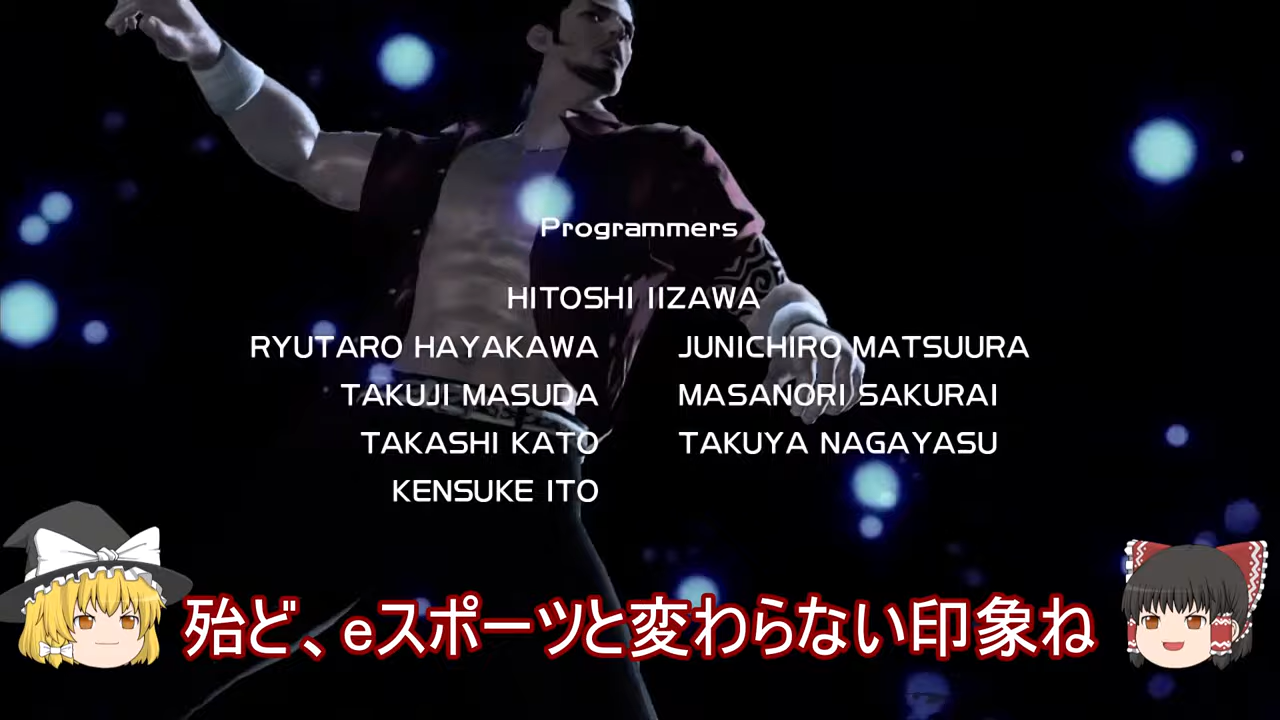 Programmers
HITOSHI IIZAWA
RYUTARO HAYAKAWA JUNICHIRO MATSUURA
TAKUJI MASUDA MASANORI SAKURAI
TAKASHI KATO TAKUYA NAGAYASU
KENSUKE ITO
殆ど、eスポーツと変わらない印象ね